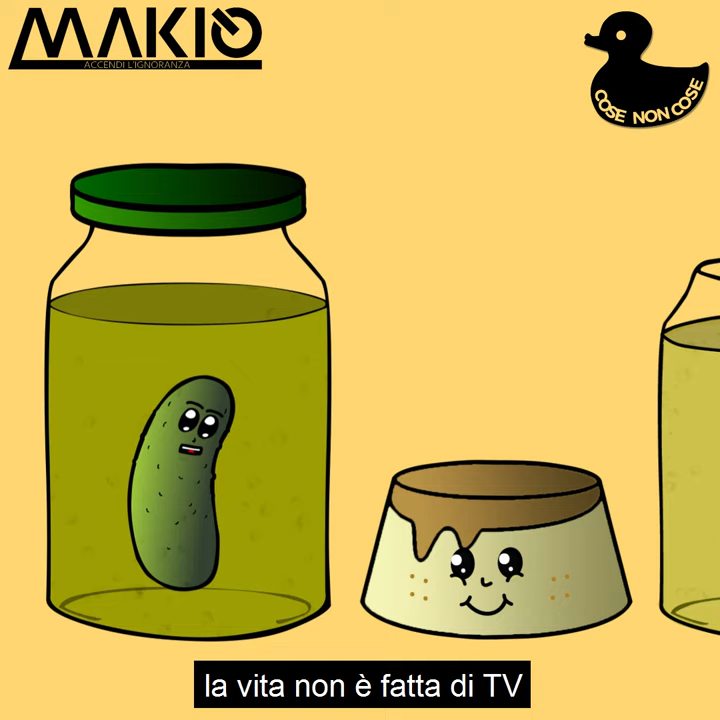 MAKIO
ACCENDI L'IGNORANZA
COSE NON COSE
la vita non è fatta di TV